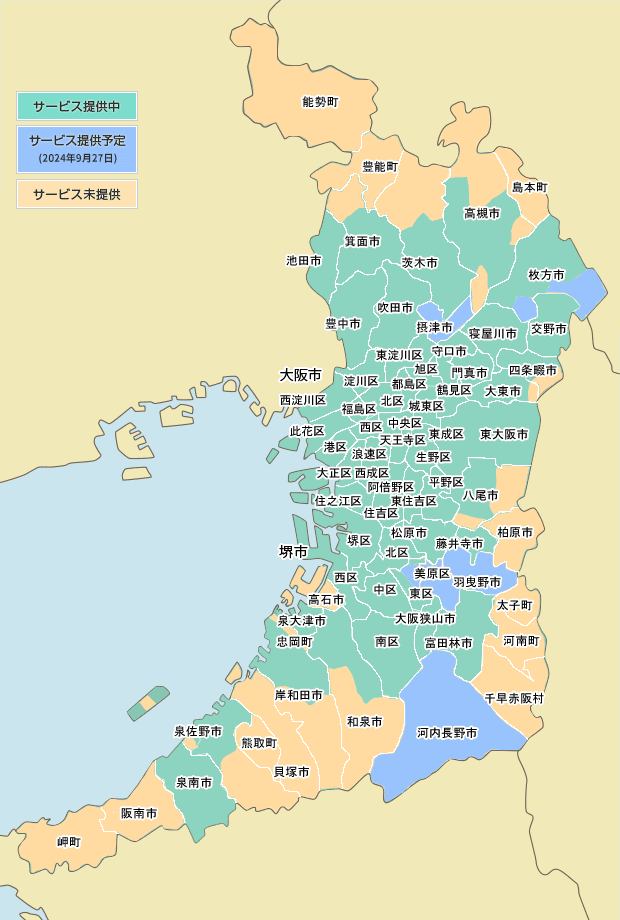 サービス提供中
サービス提供予定
(2024年9月27日)
サービス未提供
能勢町
豊能町
島本町
高槻市
箕面市
池田市
茨木市
枚方市
吹田市
豊中市
摂津市
寝屋川市
交野市
守口市
東淀川区
旭区
門真市
四条畷市
大阪市
淀川区
都島区
鶴見区
大東市
西淀川区
福島区
北区
城東区
此花区
西区
中央区
東成区
東大阪市
天王寺区
港区
浪速区
生野区
大正区
西成区
平野区
阿倍野区
八尾市
住之江区
東住吉区
住吉区
堺区
松原市
藤井寺市
柏原市
堺市
北区
西区
美原区
羽曳野市
中区
東区
高石市
太子町
泉大津市
大阪狭山市
忠岡町
南区
富田林市
河南町
岸和田市
千早赤阪村
和泉市
泉佐野市
河内長野市
熊取町
貝塚市
泉南市
阪南市
岬町